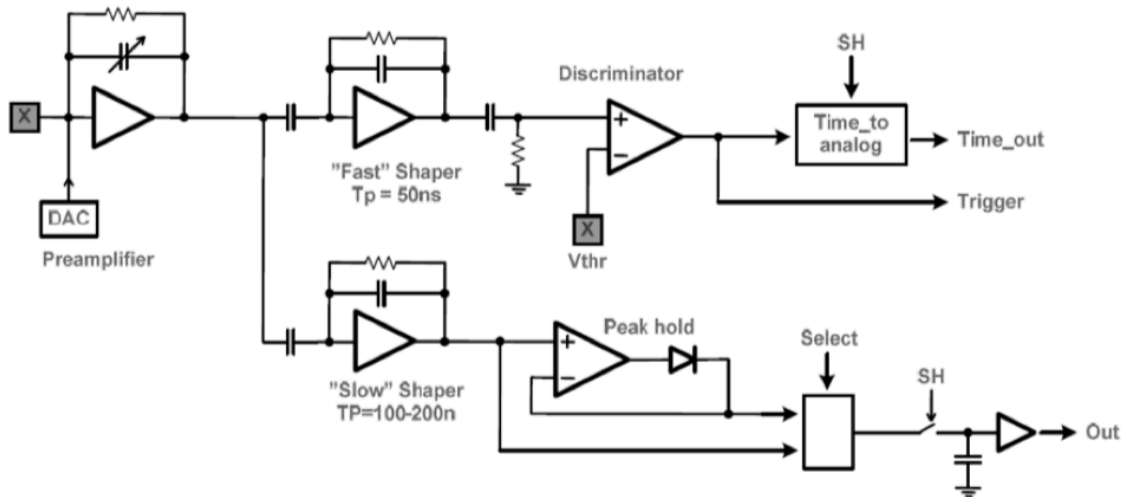 SH
Discriminator
X
Time_to
analog
Time_out
"Fast" Shaper
Tp = 50ns
DAC
Trigger
X
Preamplifier
Vthr
Peak hold
Select
SH
"Slow" Shaper
TP=100-200n
Out
+
−
+
−